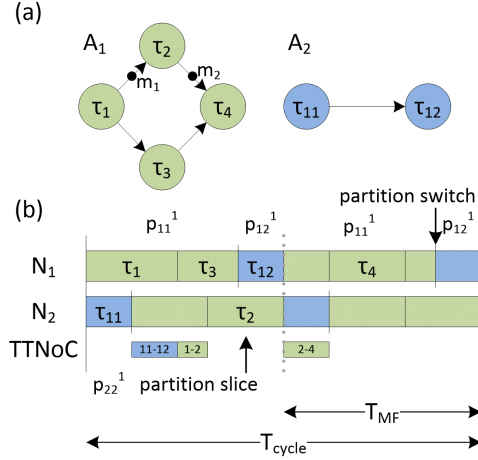 (a)
A1 τ2 A2
m1 m2
τ1 τ4 τ11 τ12
τ3
partition switch
(b) p11^1 p12^1 p11^1 p12^1
N1 τ1 τ3 τ12 τ4
N2 τ11 τ2
TTNoC 11-12 1-2 2-4
p22^1 partition slice
TMF
Tcycle